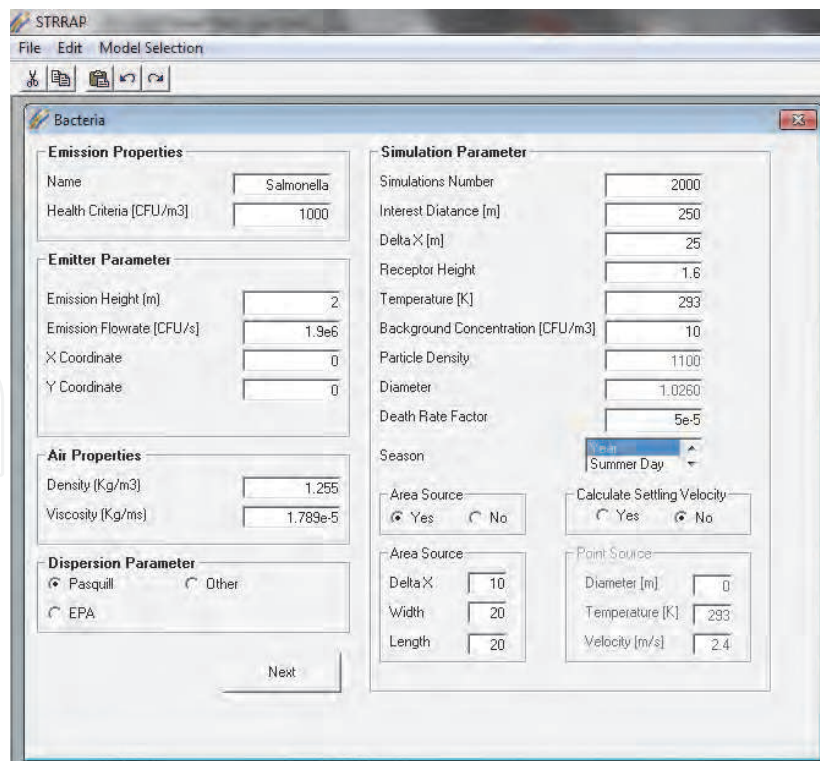 STRRAP
File Edit Model Selection
Bacteria
Emission Properties
Name Salmonella
Health Criteria [CFU/m3] 1000
Emitter Parameter
Emission Height (m) 2
Emission Flowrate [CFU/s] 1.9e6
X Coordinate 0
Y Coordinate 0
Air Properties
Density (Kg/m3) 1.255
Viscosity (Kg/ms) 1.789e-5
Dispersion Parameter
Pasquill Other
EPA
Next
Simulation Parameter
Simulations Number 2000
Interest Diatance [m] 250
Delta X [m] 25
Receptor Height 1.6
Temperature [K] 293
Background Concentration [CFU/m3] 10
Particle Density 1100
Diameter 1.0260
Death Rate Factor 5e-5
Season Year
Summer Day
Area Source
Yes No
Calculate Settling Velocity
Yes No
Area Source
Delta X 10
Width 20
Length 20
Point Source
Diameter [m] 0
Temperature [K] 293
Velocity [m/s] 2.4